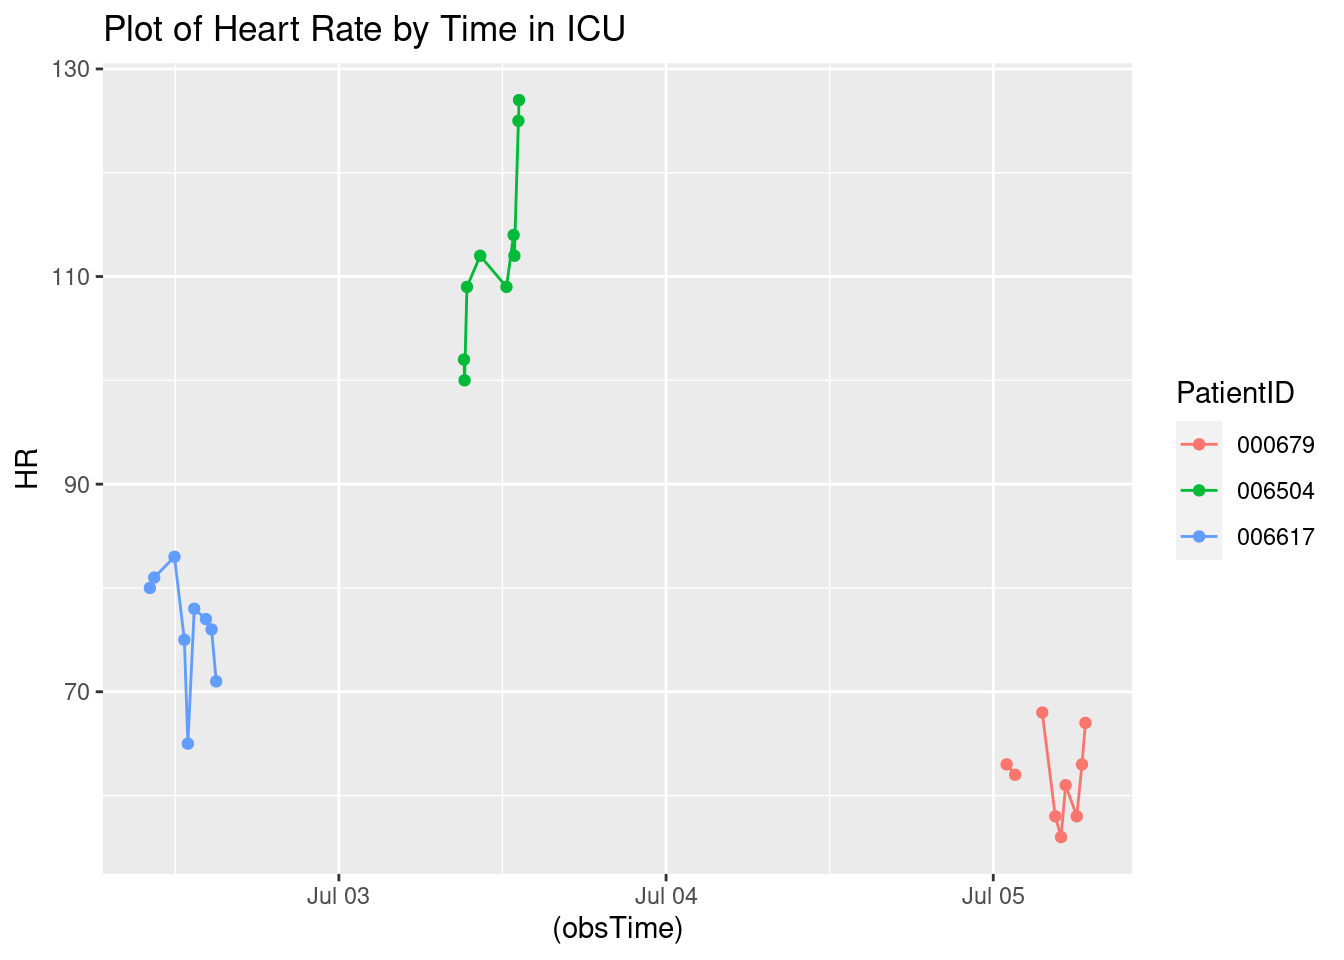 Plot of Heart Rate by Time in ICU
130
110
90
70
HR
Jul 03
Jul 04
Jul 05
(obsTime)
PatientID
000679
006504
006617